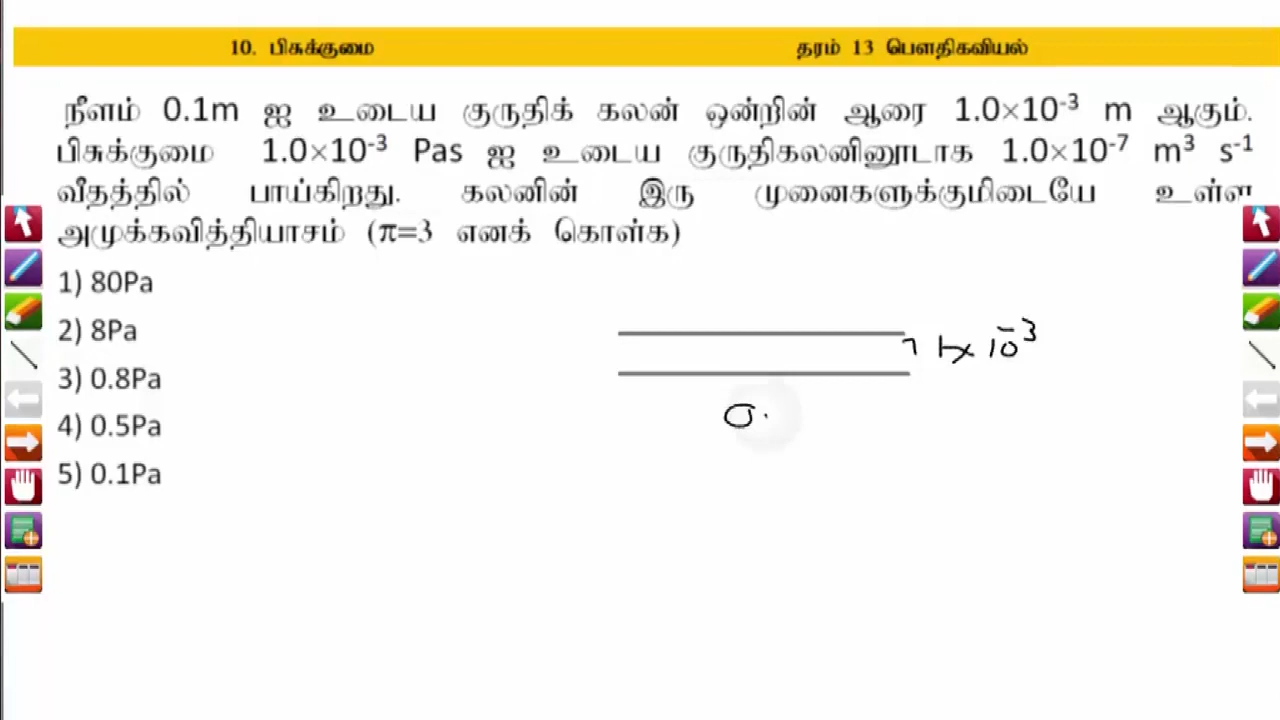 10. பிசுக்குமை தரம் 13 பௌதிகவியல்
நீளம் 0.1m ஐ உடைய குருதிக் கலன் ஒன்றின் ஆரை 1.0×10⁻³ m ஆகும்.
பிசுக்குமை 1.0×10⁻³ Pas ஐ உடைய குருதிகலனினூடாக 1.0×10⁻⁷ m³ s⁻¹
வீதத்தில் பாய்கிறது. கலனின் இரு முனைகளுக்குமிடையே உள்ள
அமுக்கவித்தியாசம் (π=3 எனக் கொள்க)
1) 80Pa
2) 8Pa
3) 0.8Pa
4) 0.5Pa
5) 0.1Pa
1×10⁻³
0.